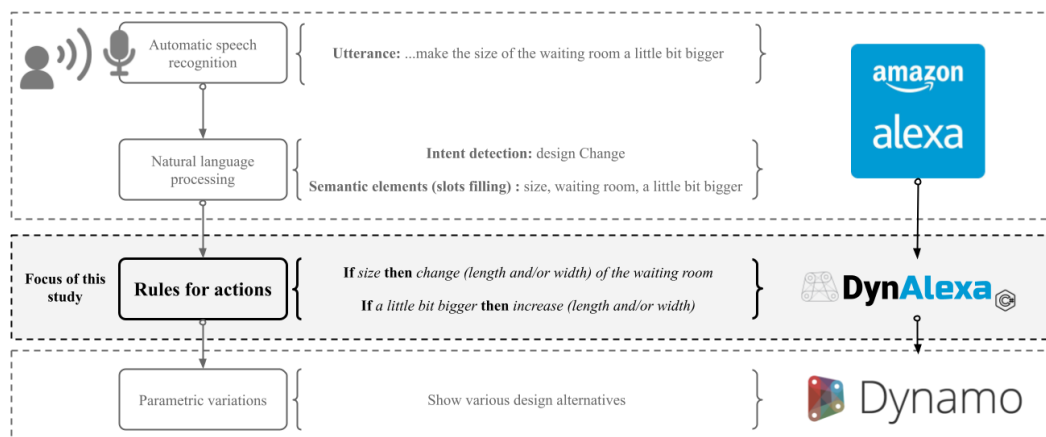 Automatic speech
recognition
Utterance: ...make the size of the waiting room a little bit bigger
amazon
alexa
Natural language
processing
Intent detection: design Change
Semantic elements (slots filling) : size, waiting room, a little bit bigger
Focus of this
study
Rules for actions
If size then change (length and/or width) of the waiting room
If a little bit bigger then increase (length and/or width)
DynAlexa
C#
Parametric variations
Show various design alternatives
Dynamo